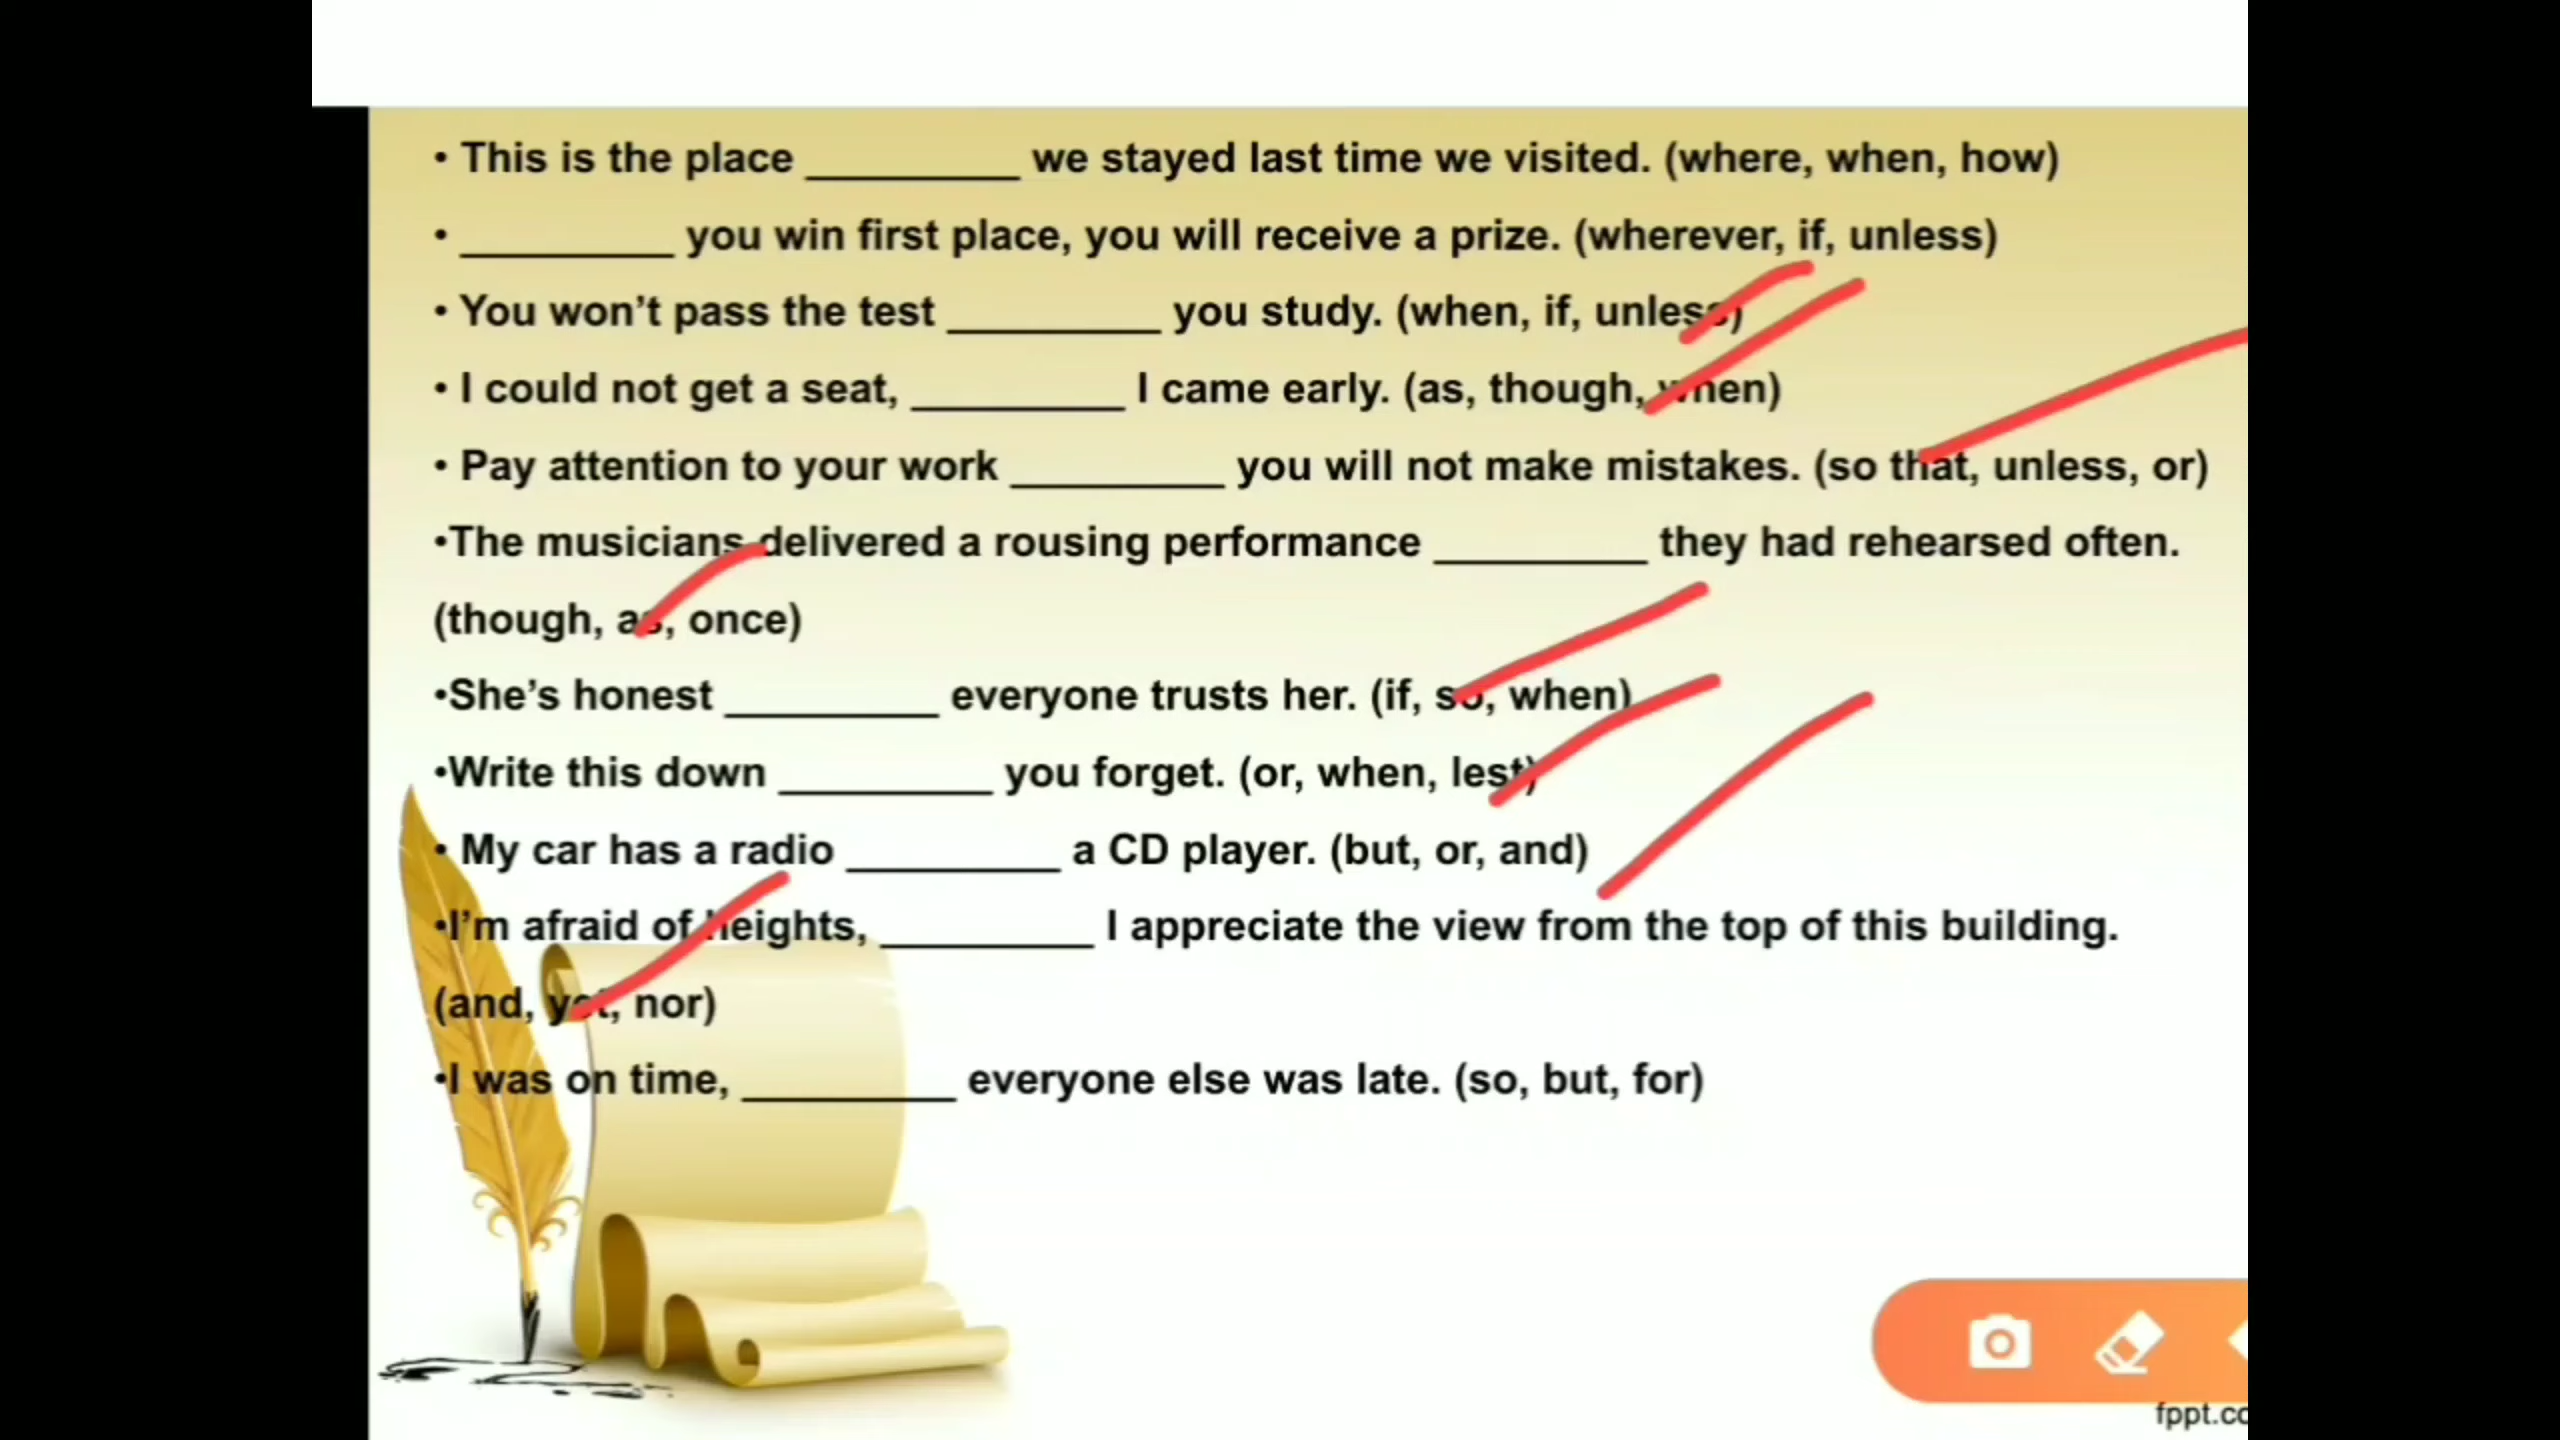 • This is the place _________ we stayed last time we visited. (where, when, how)
• _________ you win first place, you will receive a prize. (wherever, if, unless)
• You won’t pass the test _________ you study. (when, if, unless)
• I could not get a seat, _________ I came early. (as, though, when)
• Pay attention to your work _________ you will not make mistakes. (so that, unless, or)
•The musicians delivered a rousing performance _________ they had rehearsed often.
(though, as, once)
•She’s honest _________ everyone trusts her. (if, so, when)
•Write this down _________ you forget. (or, when, lest)
• My car has a radio _________ a CD player. (but, or, and)
•I’m afraid of heights, _________ I appreciate the view from the top of this building.
(and, yet, nor)
•I was on time, _________ everyone else was late. (so, but, for)
fppt.cc